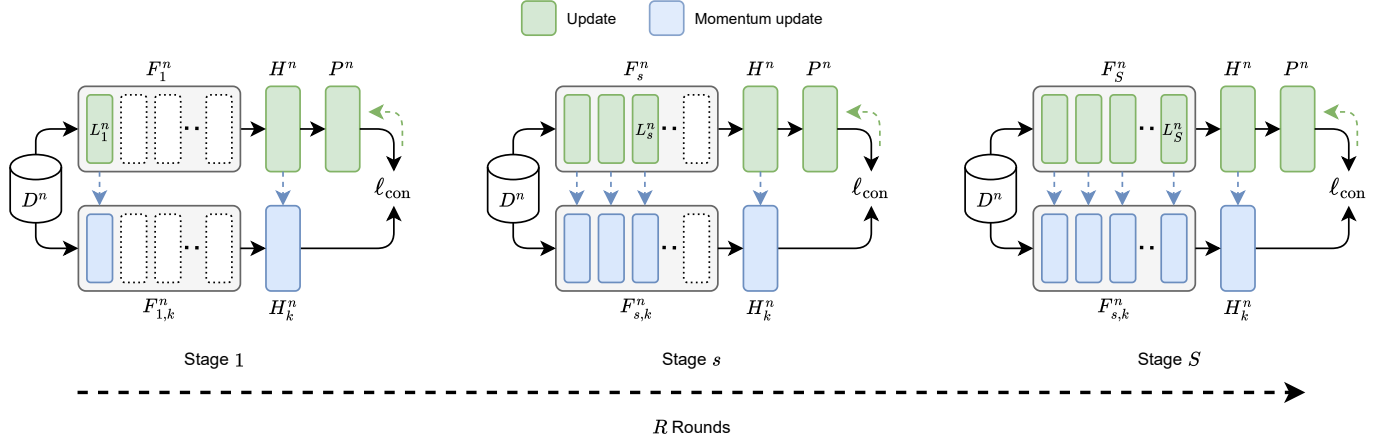 Update
Momentum update
F_1^n H^n P^n
L_1^n
D^n
ℓ_con
F_{1,k}^n H_k^n
Stage 1
F_s^n H^n P^n
L_s^n
D^n
ℓ_con
F_{s,k}^n H_k^n
Stage s
F_S^n H^n P^n
L_S^n
D^n
ℓ_con
F_{s,k}^n H_k^n
Stage S
R Rounds